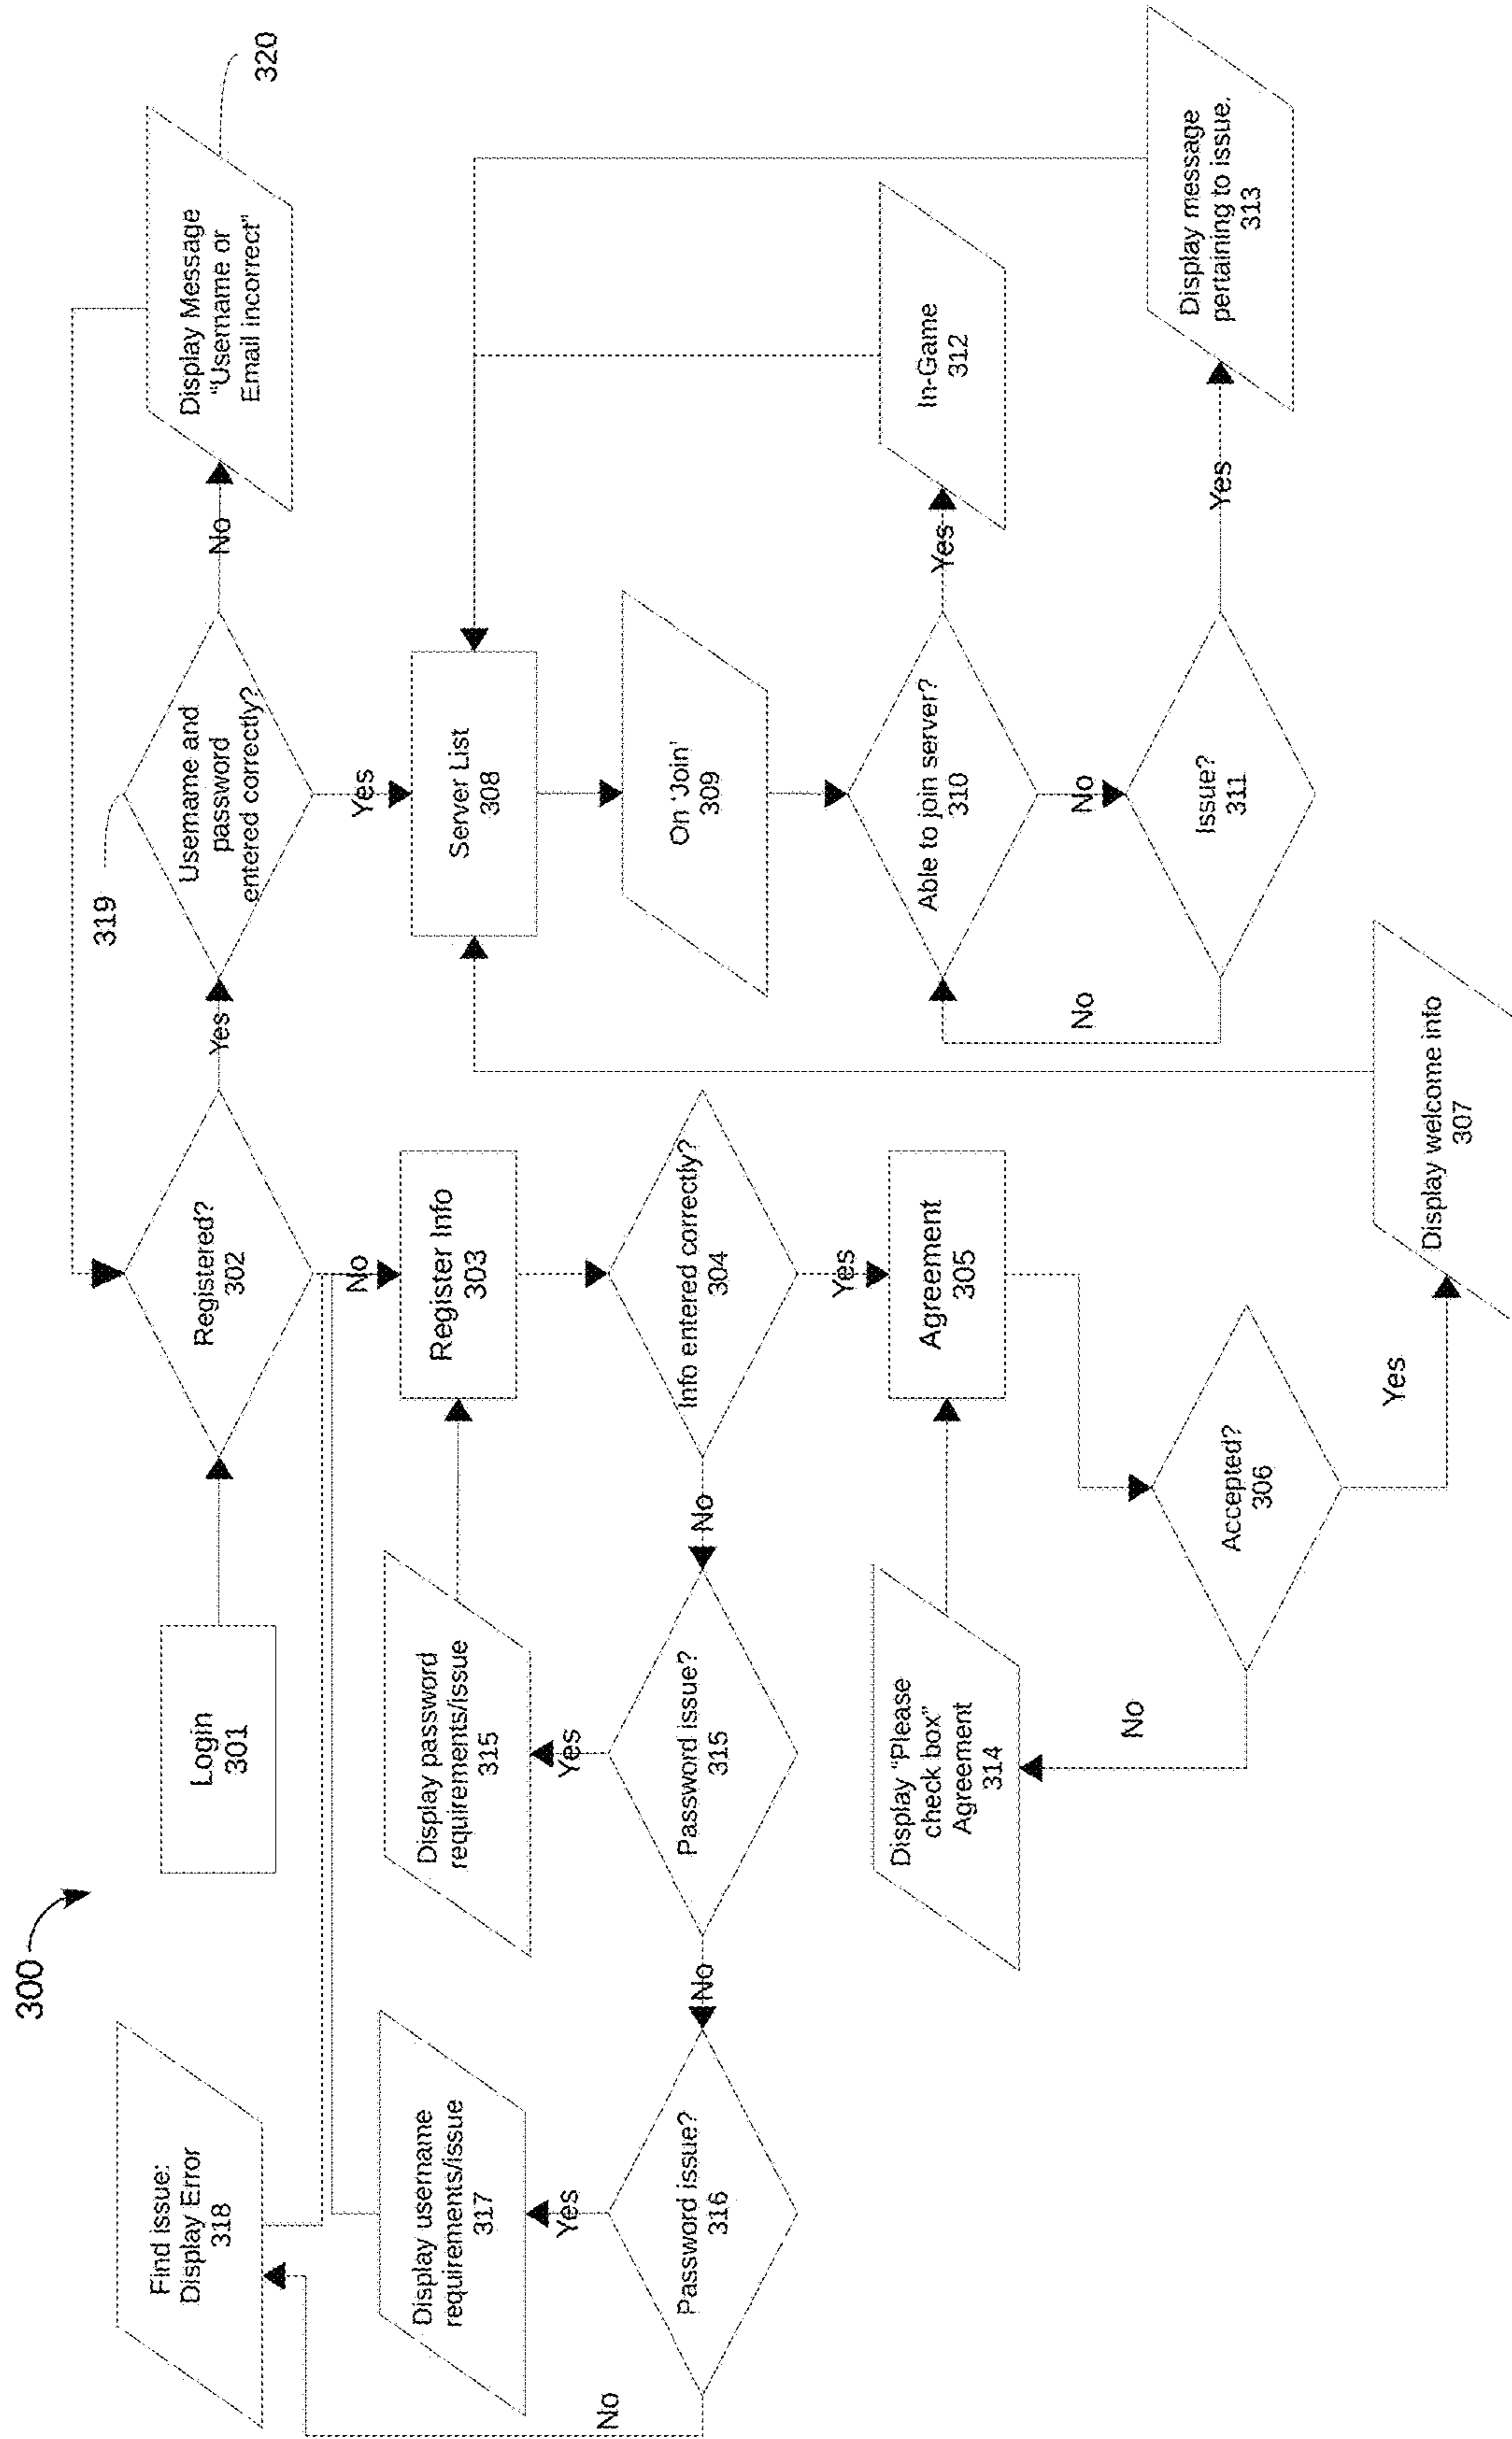 300
Login
301
Registered?
302
Yes
No
319
Username and
password
entered correctly?
No
Yes
Display Message
“Username or
Email incorrect”
320
Find issue:
Display Error
318
Display username
requirements/issue
317
Display password
requirements/issue
315
Register Info
303
Server List
308
Yes
Yes
On ‘Join’
309
No
Password issue?
316
No
Password issue?
315
No
Info entered correctly?
304
Yes
Able to join server?
310
Yes
In-Game
312
No
No
Display “Please
check box”
Agreement
314
Agreement
305
No
Accepted?
306
Yes
Issue?
311
Yes
Display message
pertaining to issue.
313
Display welcome into
307